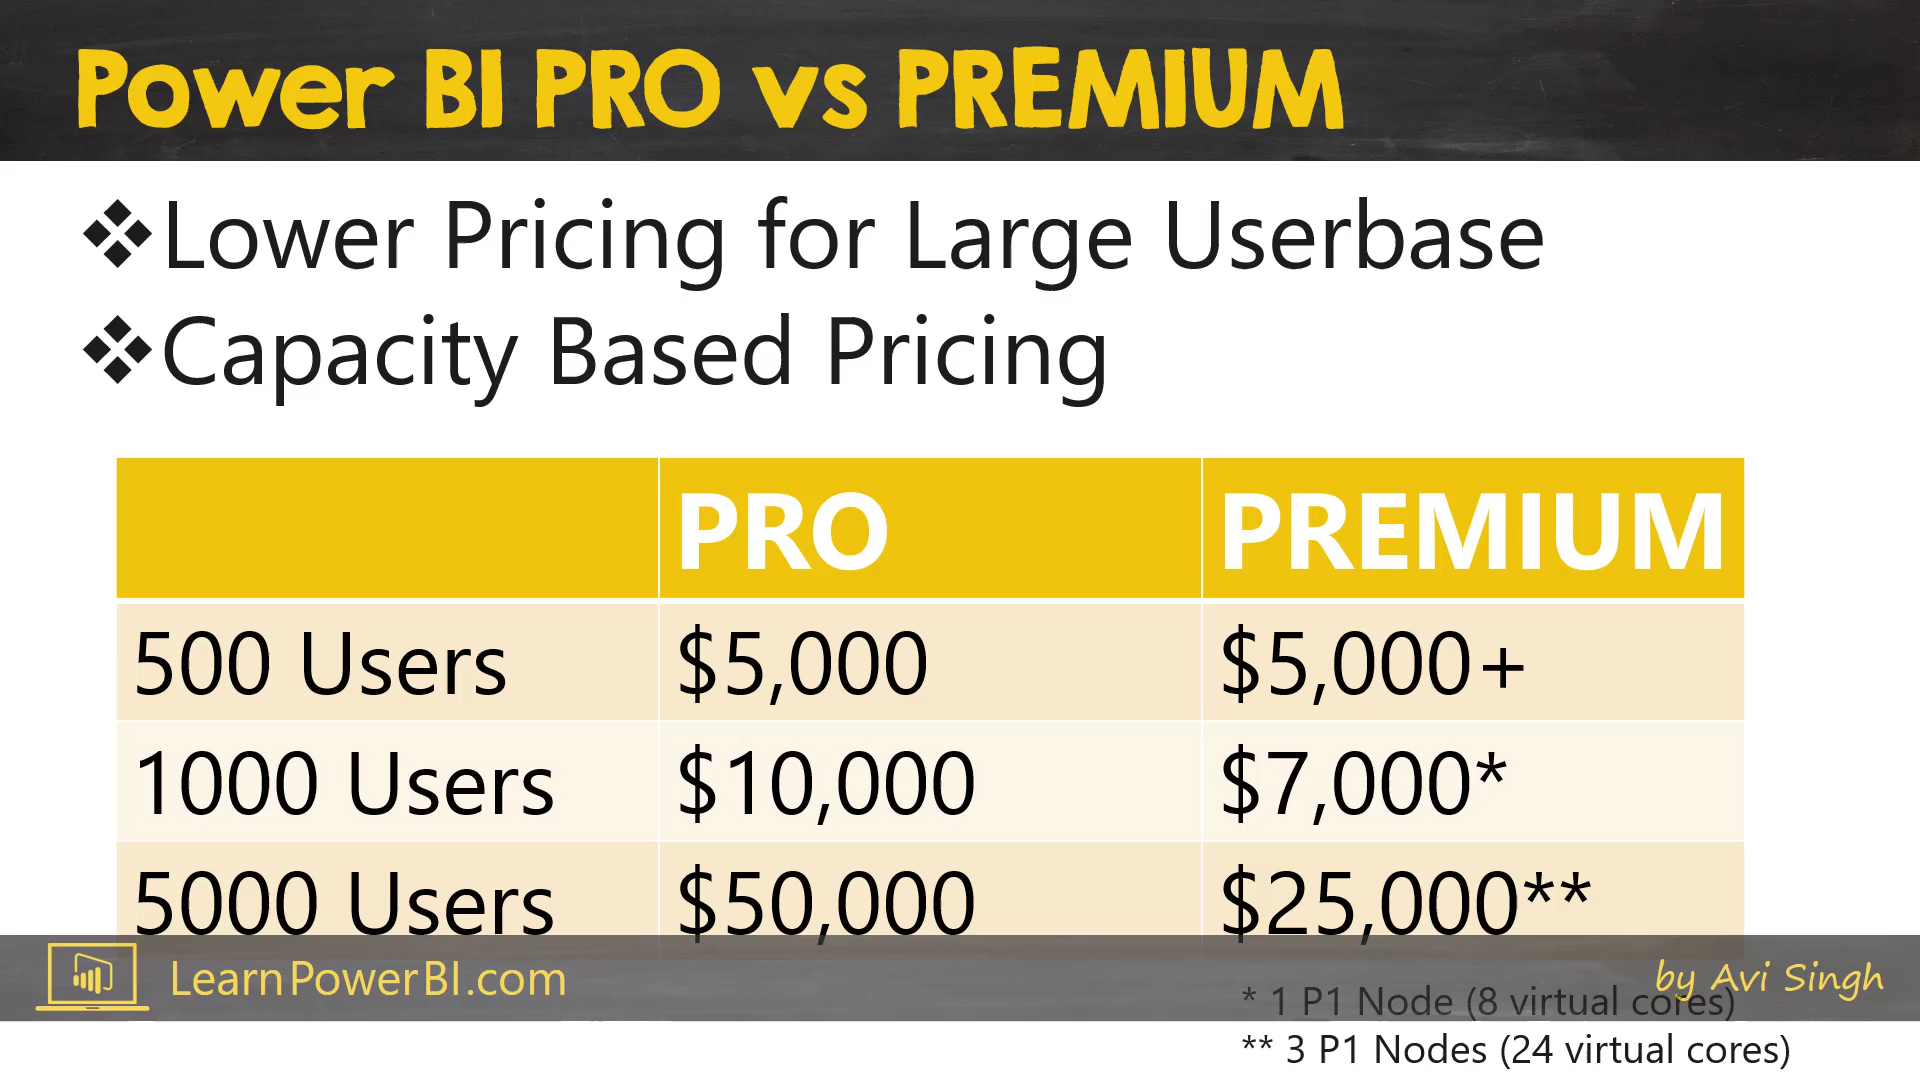 Power BI PRO vs PREMIUM
❖Lower Pricing for Large Userbase
❖Capacity Based Pricing
PRO PREMIUM
500 Users $5,000 $5,000+
1000 Users $10,000 $7,000*
5000 Users $50,000 $25,000**
LearnPowerBI.com by Avi Singh
* 1 P1 Node (8 virtual cores)
** 3 P1 Nodes (24 virtual cores)